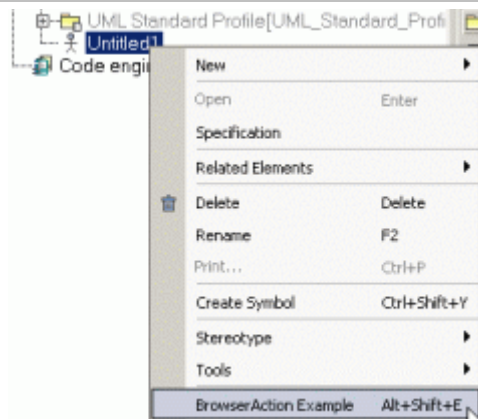 UML Standard Profile[UML_Standard_Profi
Untitled1
Code engi
New
Open Enter
Specification
Related Elements
Delete Delete
Rename F2
Print... Ctrl+P
Create Symbol Ctrl+Shift+Y
Stereotype
Tools
BrowserAction Example Alt+Shift+E